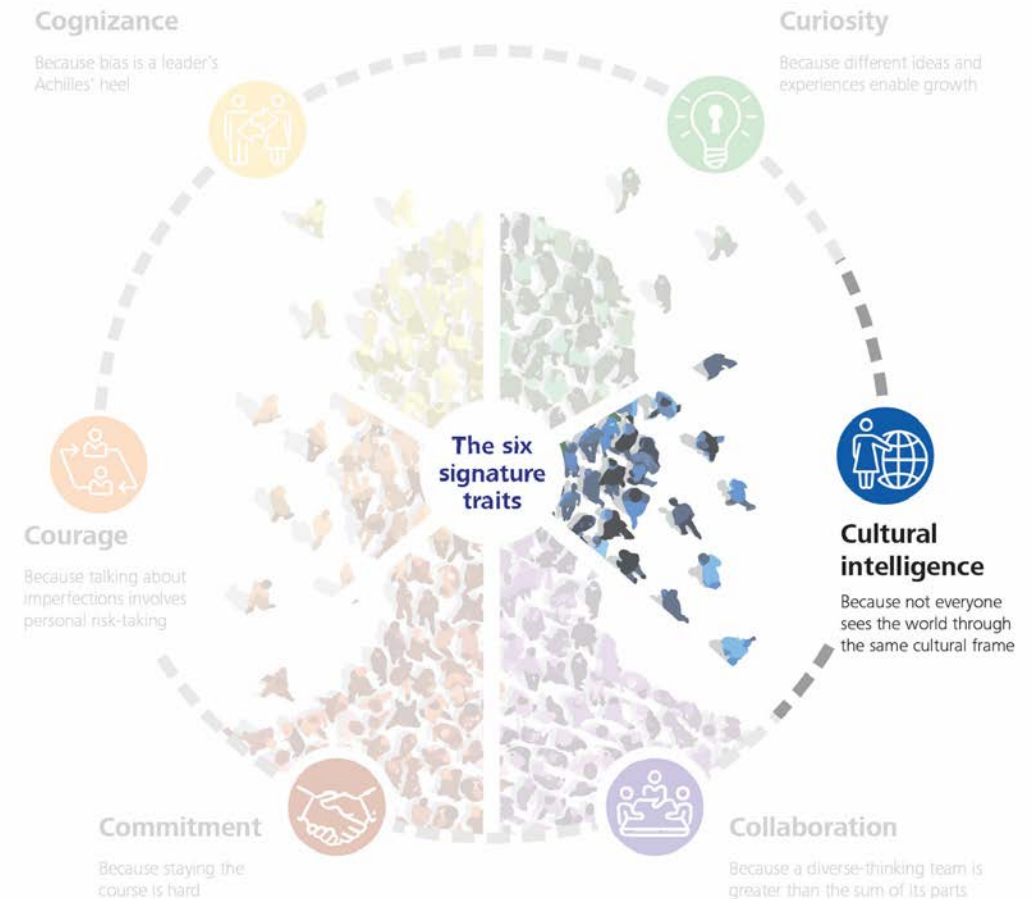 Cognizance
Because bias is a leader's
Achilles' heel
Curiosity
Because different ideas and
experiences enable growth
The six
signature
traits
Cultural
intelligence
Because not everyone
sees the world through
the same cultural frame
Courage
Because talking about
imperfections involves
personal risk-taking
Commitment
Because staying the
course is hard
Collaboration
Because a diverse-thinking team is
greater than the sum of its parts